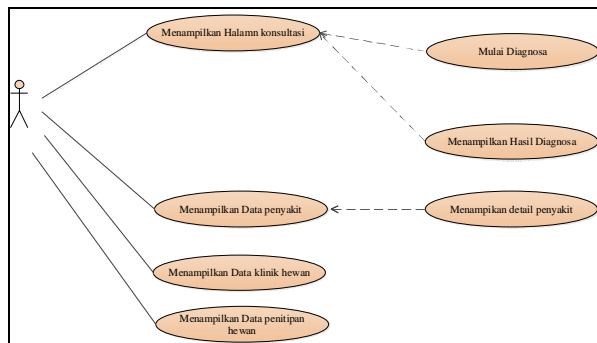 Menampilkan Halamn konsultasi
Mulai Diagnosa
Menampilkan Hasil Diagnosa
Menampilkan Data penyakit
Menampikan detail penyakit
Menampilkan Data klinik hewan
Menampilkan Data penitipan
hewan